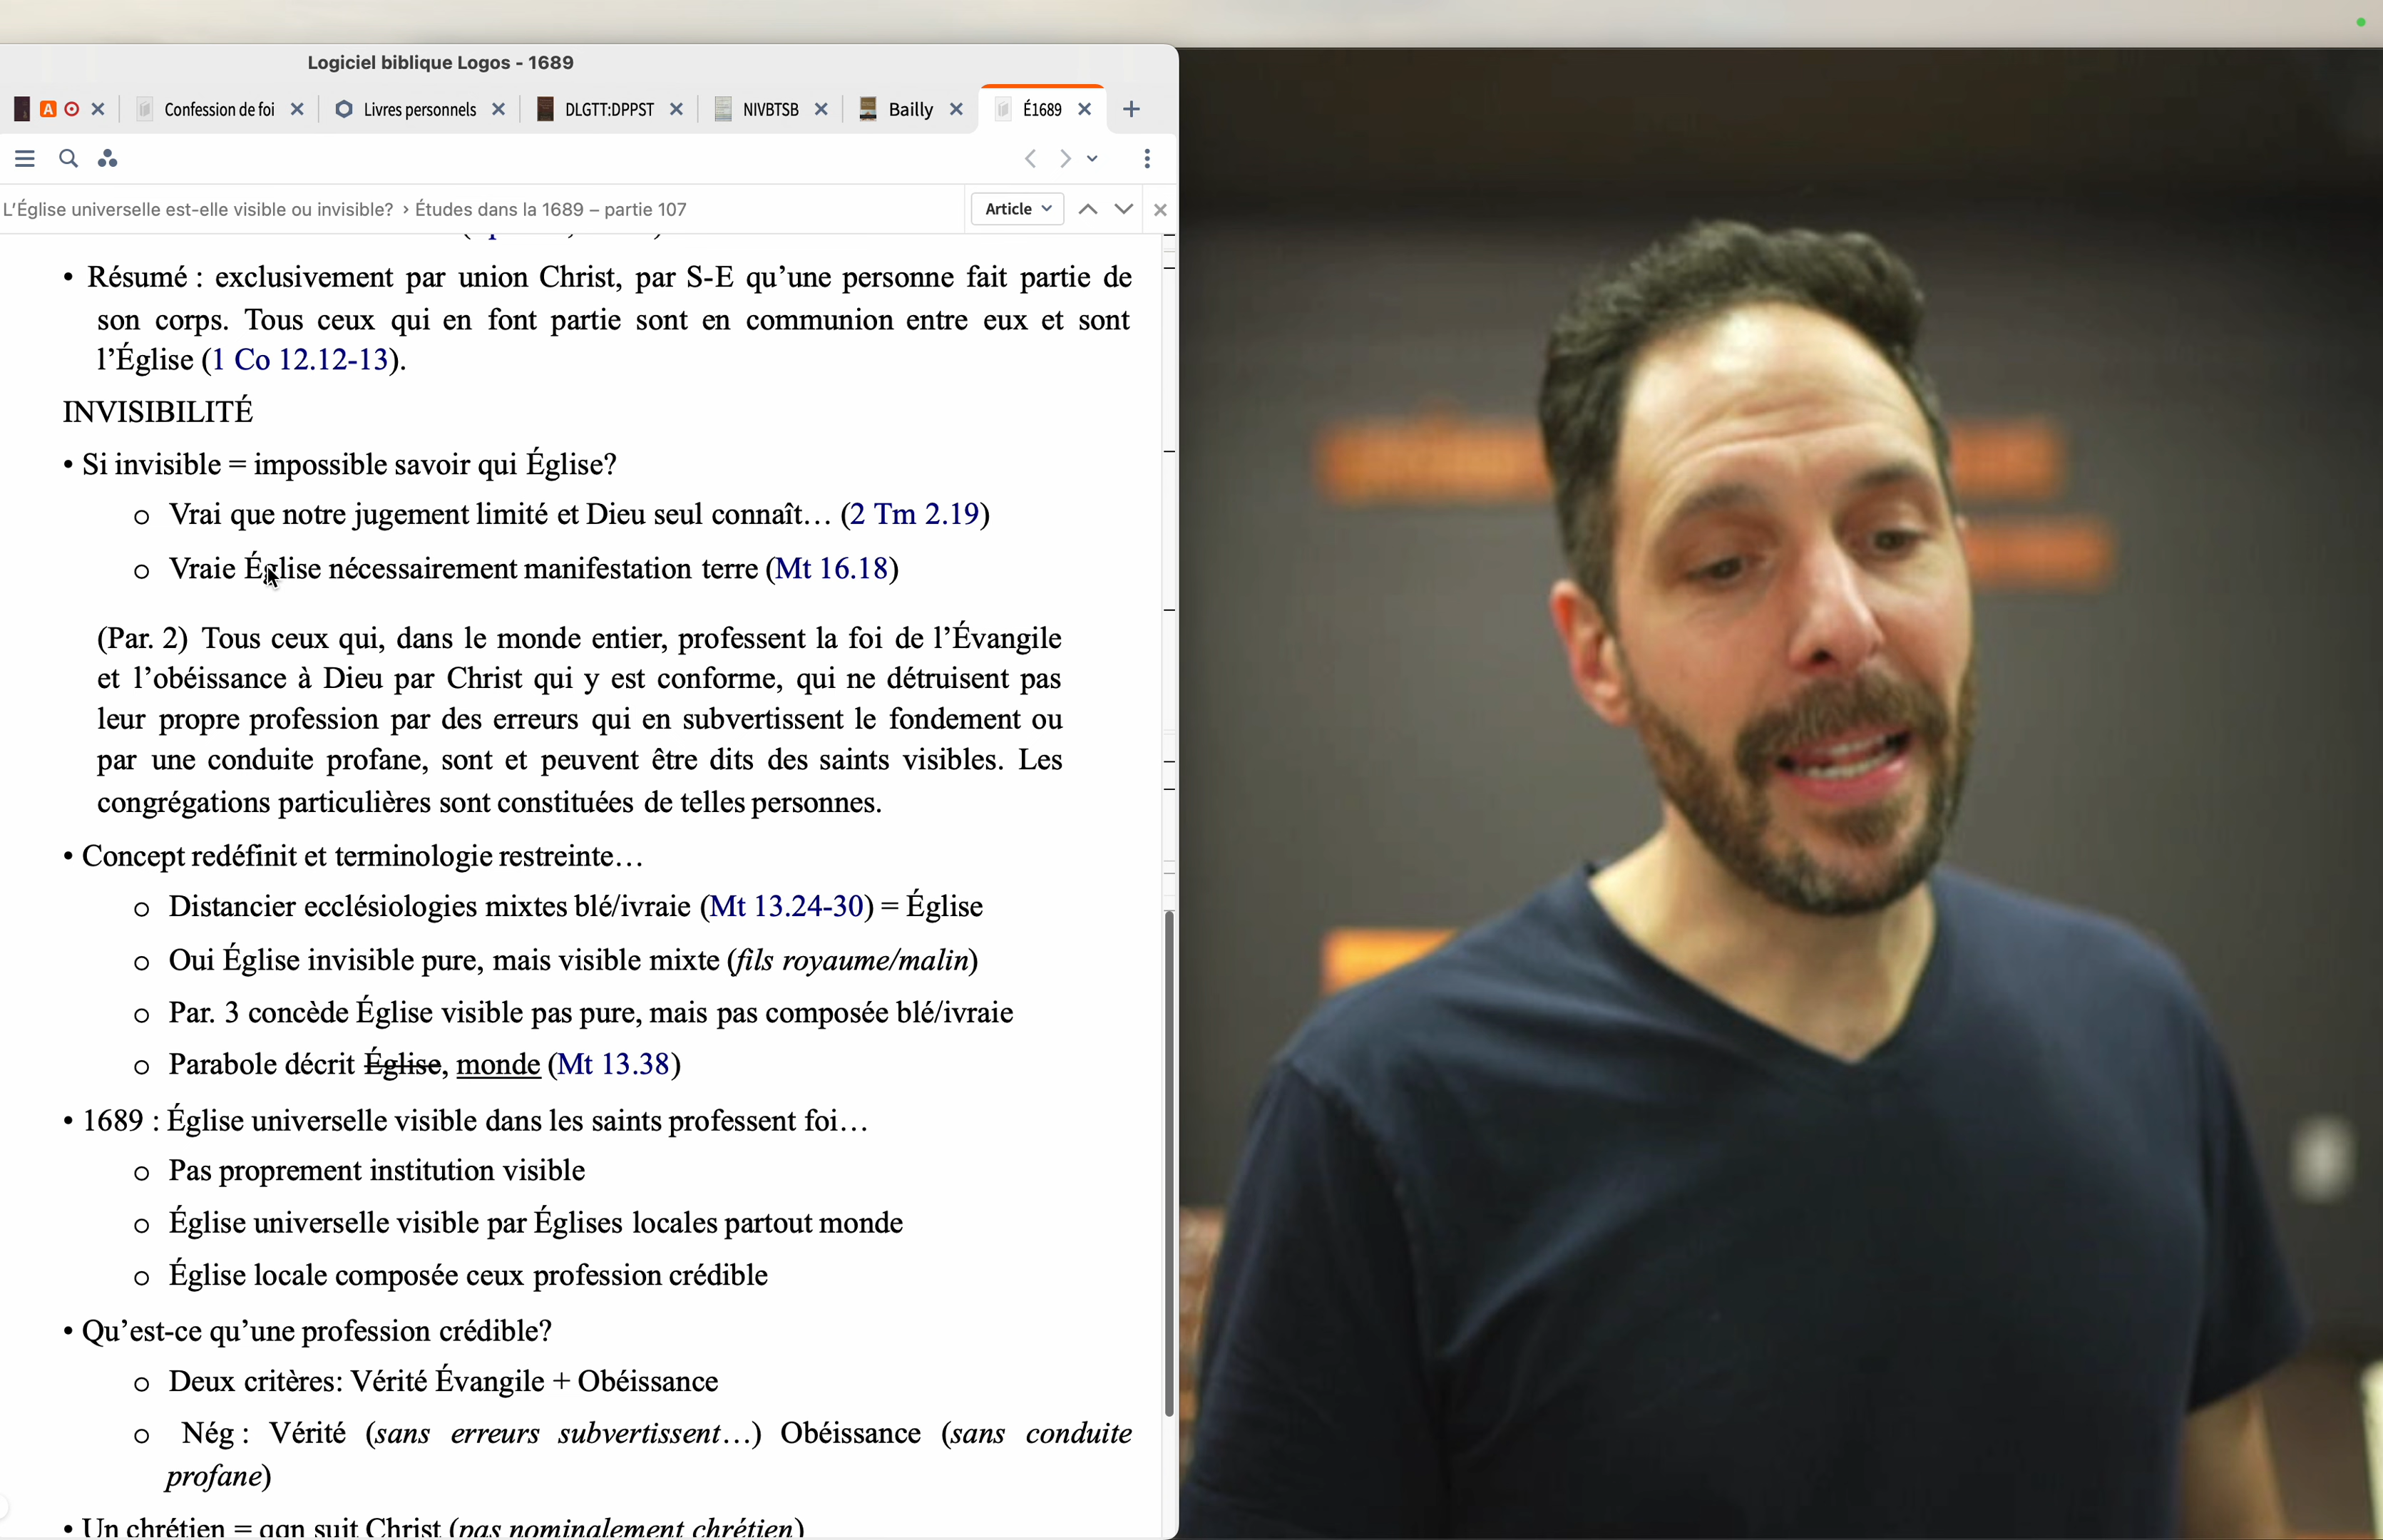 Logiciel biblique Logos - 1689
A Confession de foi Livres personnels DLGTT:DPPST NIVBTSB Bailly É1689
L'Église universelle est-elle visible ou invisible? › Études dans la 1689 – partie 107 Article
• Résumé : exclusivement par union Christ, par S-E qu’une personne fait partie de
son corps. Tous ceux qui en font partie sont en communion entre eux et sont
l’Église (1 Co 12.12-13).
INVISIBILITÉ
• Si invisible = impossible savoir qui Église?
o Vrai que notre jugement limité et Dieu seul connaît… (2 Tm 2.19)
o Vraie Église nécessairement manifestation terre (Mt 16.18)
(Par. 2) Tous ceux qui, dans le monde entier, professent la foi de l’Évangile
et l’obéissance à Dieu par Christ qui y est conforme, qui ne détruisent pas
leur propre profession par des erreurs qui en subvertissent le fondement ou
par une conduite profane, sont et peuvent être dits des saints visibles. Les
congrégations particulières sont constituées de telles personnes.
• Concept redéfinit et terminologie restreinte…
o Distancier ecclésiologies mixtes blé/ivraie (Mt 13.24-30) = Église
o Oui Église invisible pure, mais visible mixte (fils royaume/malin)
o Par. 3 concède Église visible pas pure, mais pas composée blé/ivraie
o Parabole décrit Église, monde (Mt 13.38)
• 1689 : Église universelle visible dans les saints professent foi…
o Pas proprement institution visible
o Église universelle visible par Églises locales partout monde
o Église locale composée ceux profession crédible
• Qu’est-ce qu’une profession crédible?
o Deux critères: Vérité Évangile + Obéissance
o Nég : Vérité (sans erreurs subvertissent…) Obéissance (sans conduite
profane)
• Un chrétien = qqn suit Christ (pas nominalement chrétien)